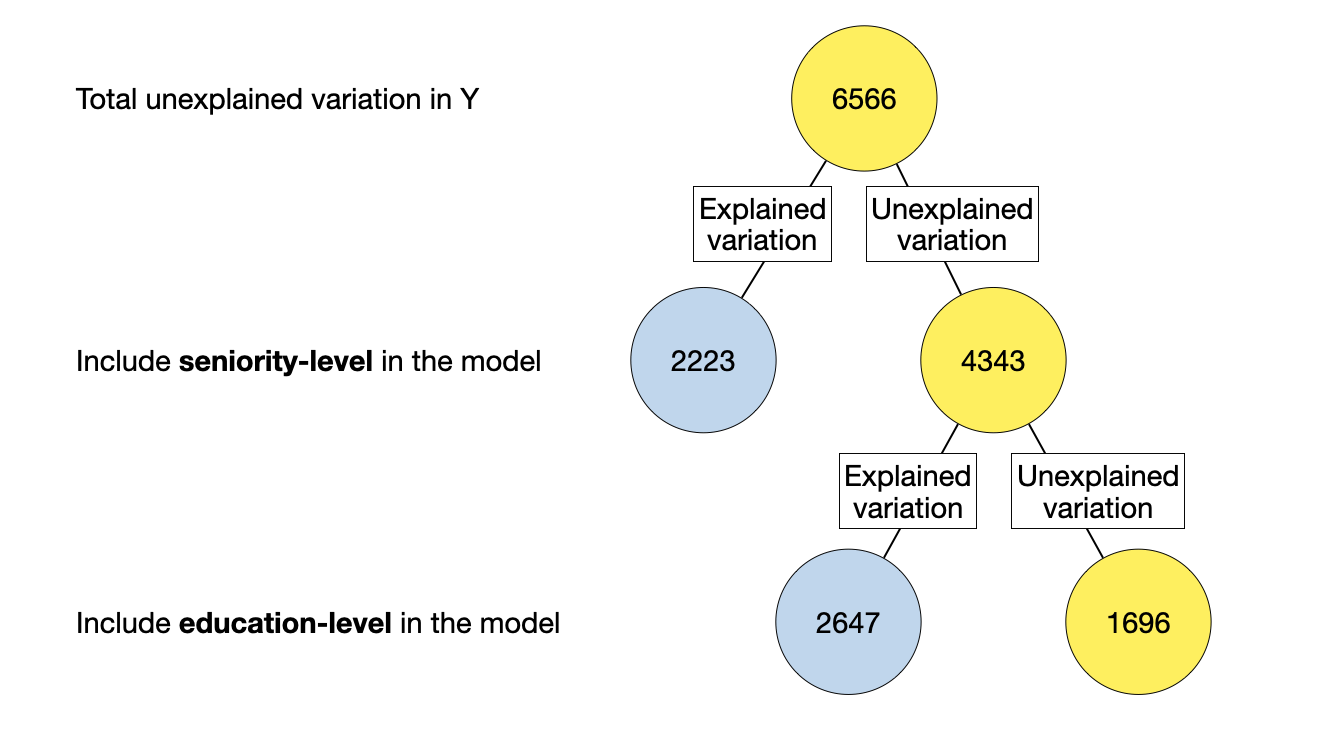 Total unexplained variation in Y
6566
Explained
variation
Unexplained
variation
Include seniority-level in the model
2223
4343
Explained
variation
Unexplained
variation
Include education-level in the model
2647
1696